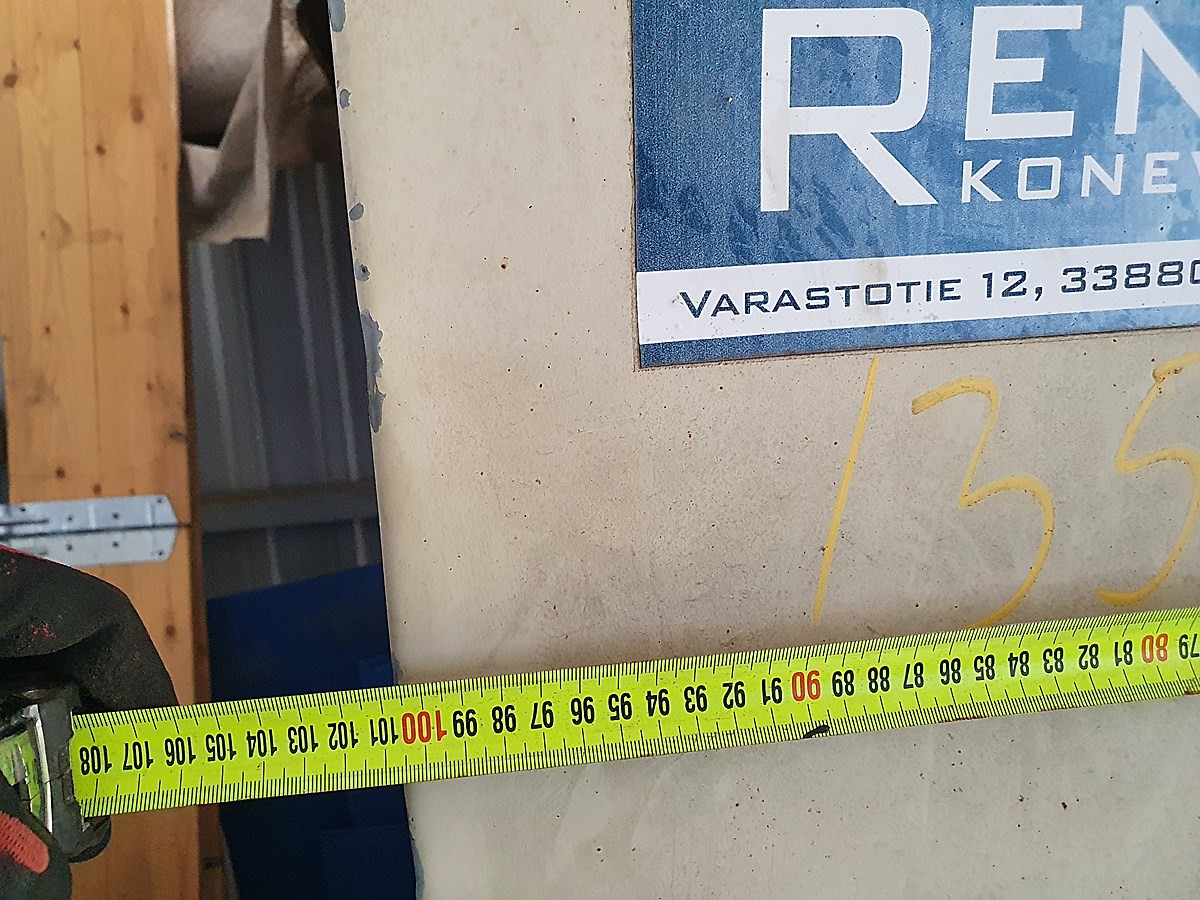 REN
KONEV
VARASTOTIE 12, 33880
135
108 107 106 105 104 103 102 101 100 99 98 97 96 95 94 93 92 91 90 89 88 87 86 85 84 83 82 81 80 79